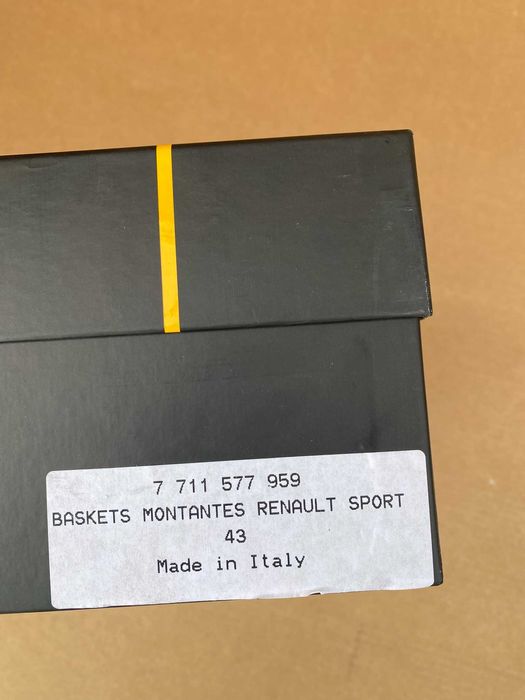 7 711 577 959
BASKETS MONTANTES RENAULT SPORT
43
Made in Italy